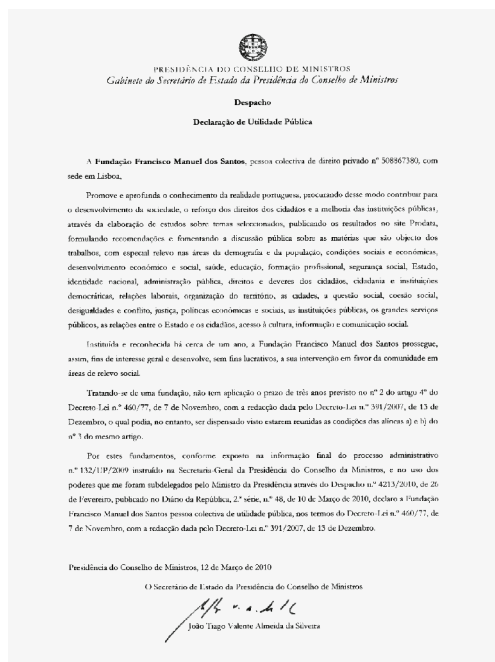 PRESIDÊNCIA DO CONSELHO DE MINISTROS
Gabinete do Secretário de Estado da Presidência do Conselho de Ministros
Despacho
Declaração de Utilidade Pública
A Fundação Francisco Manuel dos Santos, pessoa colectiva de direito privado nº 508867380, com
sede em Lisboa,
Promove e aprofunda o conhecimento da realidade portuguesa, procurando desse modo contribuir para
o desenvolvimento da sociedade, o reforço dos direitos dos cidadãos e a melhoria das instituições públicas,
através da elaboração de estudos sobre temas seleccionados, publicando os resultados no site Prodata,
formulando recomendações e fomentando a discussão pública sobre as matérias que são objecto dos
trabalhos, com especial relevo nas áreas da demografia e da população, condições sociais e económicas,
desenvolvimento económico e social, saúde, educação, formação profissional, segurança social, Estado,
identidade nacional, administração pública, direitos e deveres dos cidadãos, cidadania e instituições
democráticas, relações laborais, organização do território, as cidades, a questão social, coesão social,
desigualdades e conflito, justiça, políticas económicas e sociais, as instituições públicas, os grandes serviços
públicos, as relações entre o Estado e os cidadãos, acesso à cultura, informação e comunicação social.
Instituída e reconhecida há cerca de um ano, a Fundação Francisco Manuel dos Santos prossegue,
assim, fins de interesse geral e desenvolve, sem fins lucrativos, a sua intervenção em favor da comunidade em
áreas de relevo social.
Tratando-se de uma fundação, não tem aplicação o prazo de três anos previsto no nº 2 do artigo 4º do
Decreto-Lei n.º 460/77, de 7 de Novembro, com a redacção dada pelo Decreto-Lei n.º 391/2007, de 13 de
Dezembro, o qual podia, no entanto, ser dispensado visto estarem reunidas as condições das alíneas a) e b) do
nº 3 do mesmo artigo.
Por estes fundamentos, conforme exposto na informação final do processo administrativo
n.º 132/UP/2009 instruído na Secretaria-Geral da Presidência do Conselho da Ministros, e no uso dos
poderes que me foram subdelegados pelo Ministro da Presidência através do Despacho n.º 4213/2010, de 26
de Fevereiro, publicado no Diário da República, 2.ª série, n.º 48, de 10 de Março de 2010, declaro a Fundação
Francisco Manuel dos Santos pessoa colectiva de utilidade pública, nos termos do Decreto-Lei n.º 460/77, de
7 de Novembro, com a redacção dada pelo Decreto-Lei n.º 391/2007, de 13 de Dezembro.
Presidência do Conselho de Ministros, 12 de Março de 2010
O Secretário de Estado da Presidência do Conselho de Ministros
João Tiago Valente Almeida da Silveira